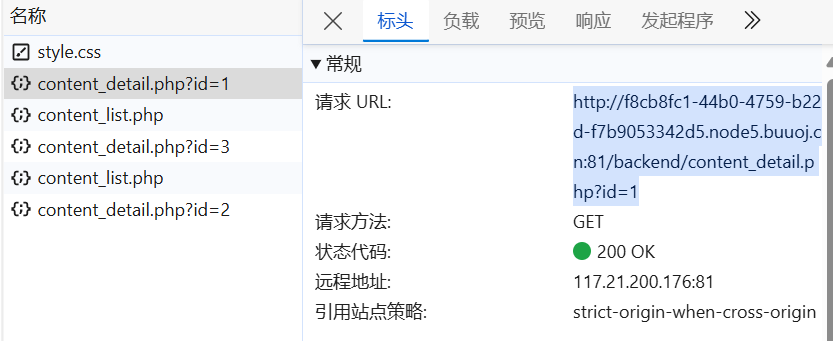 名称
style.css
content_detail.php?id=1
content_list.php
content_detail.php?id=3
content_list.php
content_detail.php?id=2
标头 负载 预览 响应 发起程序
常规
请求 URL:
http://f8cb8fc1-44b0-4759-b22
d-f7b9053342d5.node5.buuoj.c
n:81/backend/content_detail.p
hp?id=1
请求方法: GET
状态代码: 200 OK
远程地址: 117.21.200.176:81
引用站点策略: strict-origin-when-cross-origin